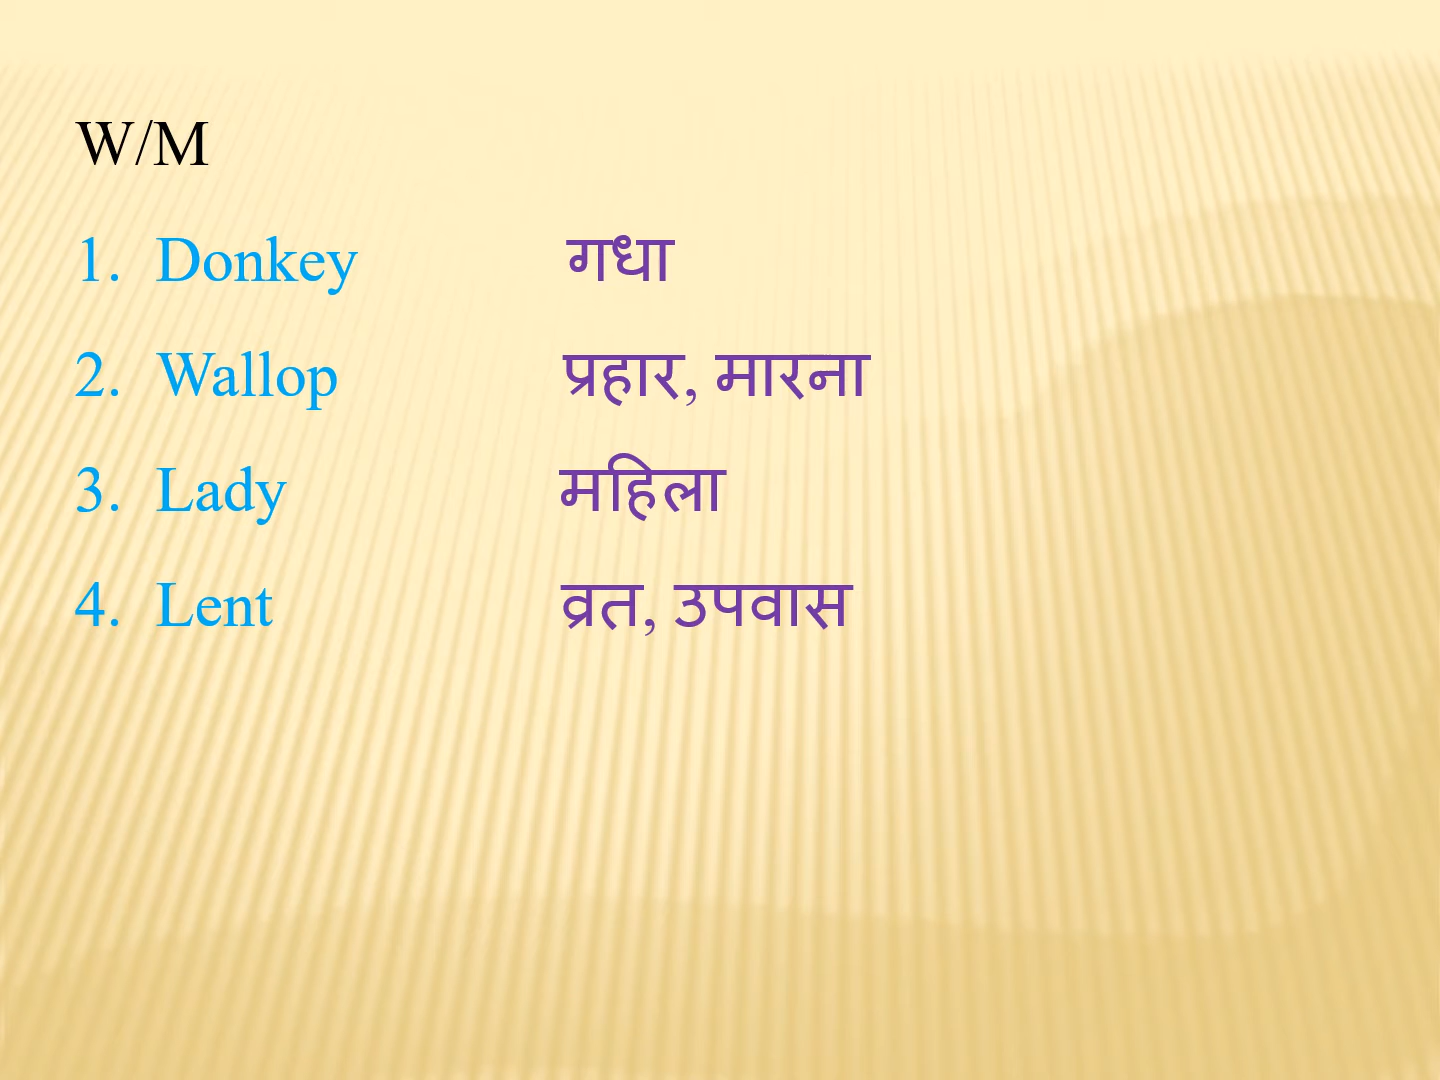 W/M
1. Donkey गधा
2. Wallop प्रहार, मारना
3. Lady महिला
4. Lent व्रत, उपवास